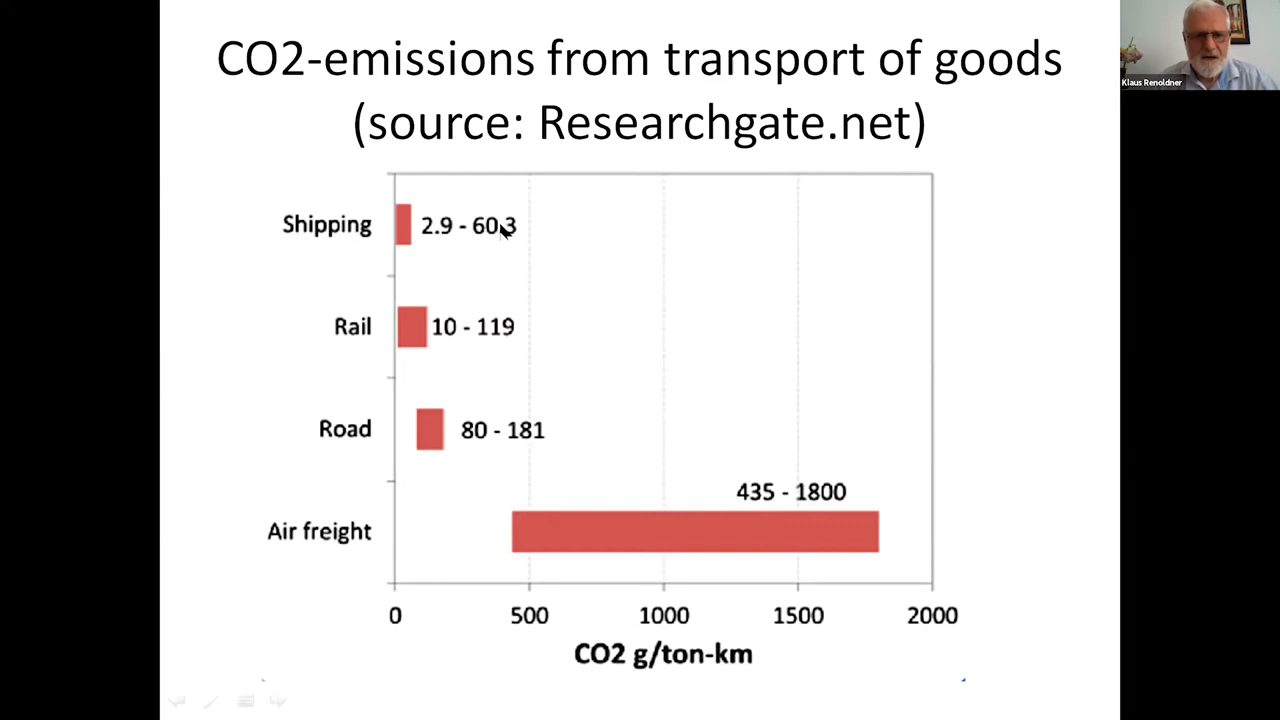 CO2-emissions from transport of goods
(source: Researchgate.net)
Klaus Renoldner
Shipping
2.9 - 60.3
Rail
10 - 119
Road
80 - 181
435 - 1800
Air freight
0
500
1000
1500
2000
CO2 g/ton-km